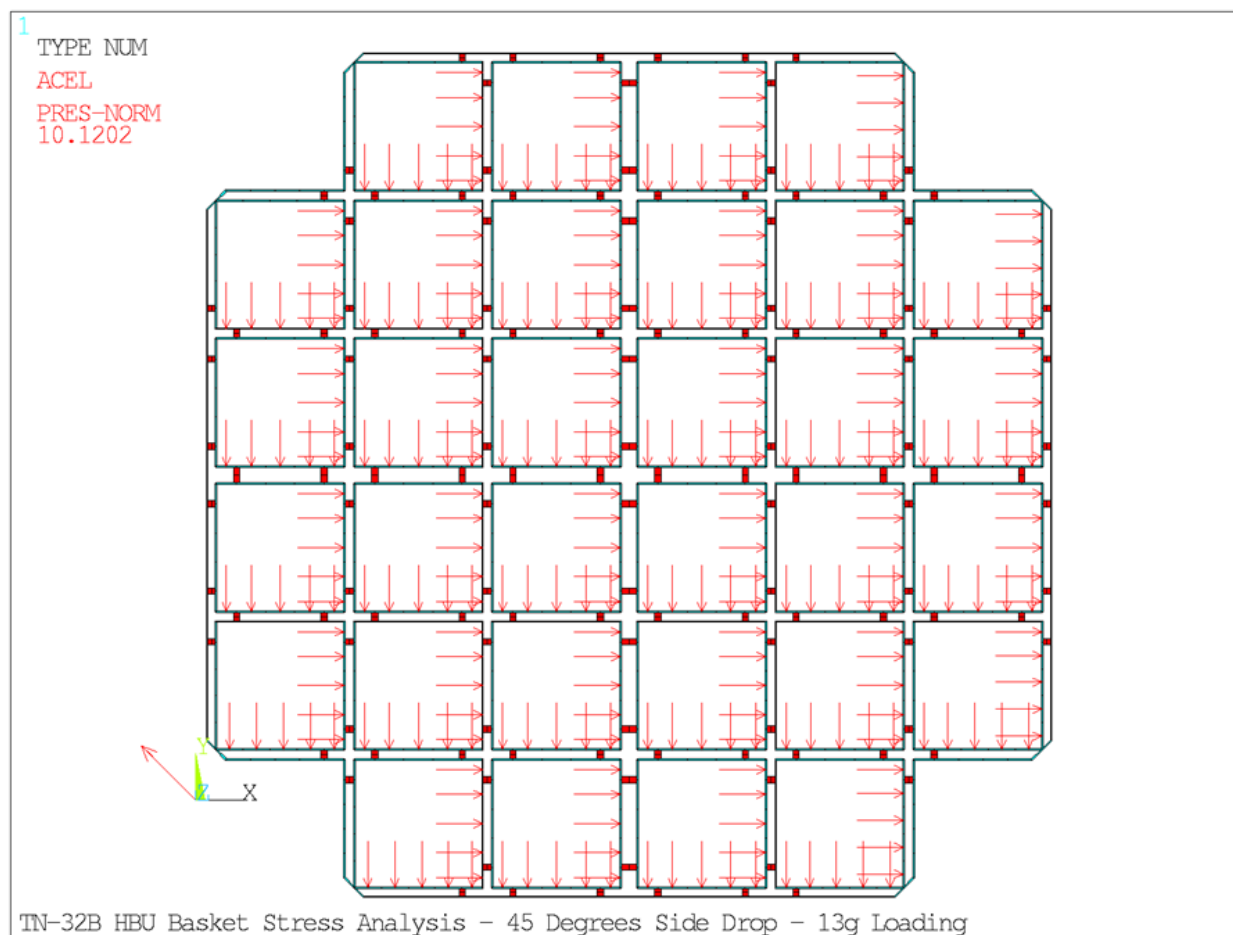 1
TYPE NUM
ACEL
PRES-NORM
10.1202
Y
Z X
TN-32B HBU Basket Stress Analysis - 45 Degrees Side Drop - 13g Loading